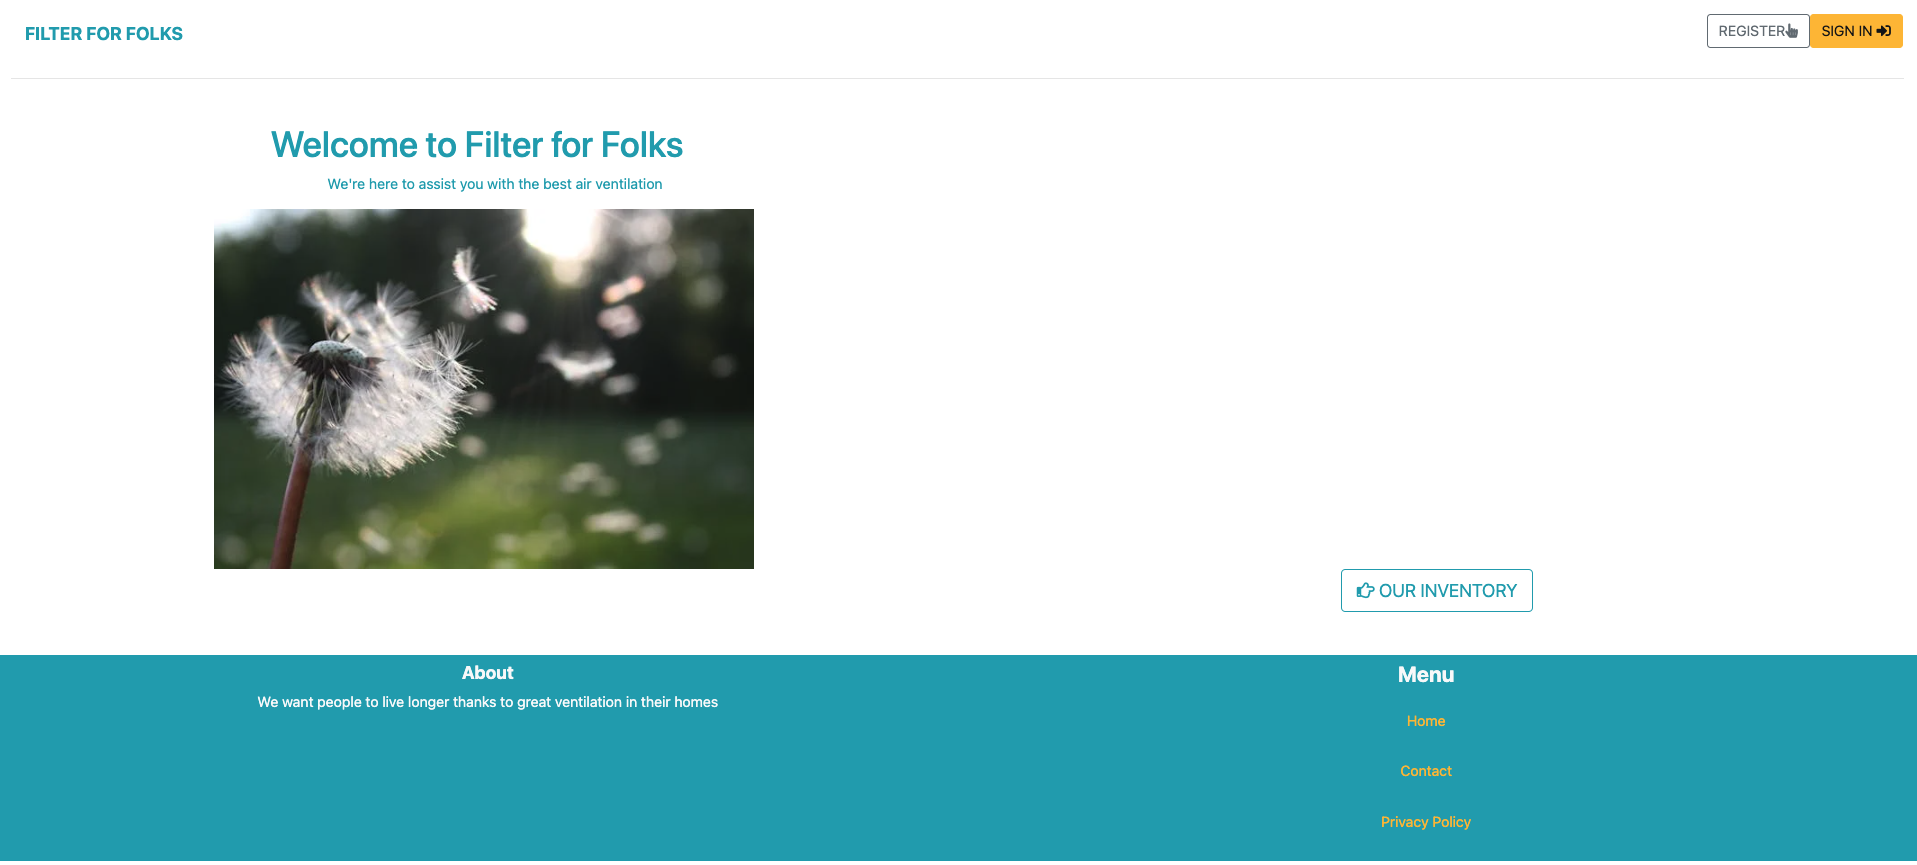 FILTER FOR FOLKS
REGISTER
SIGN IN
Welcome to Filter for Folks
We're here to assist you with the best air ventilation
OUR INVENTORY
About
We want people to live longer thanks to great ventilation in their homes
Menu
Home
Contact
Privacy Policy